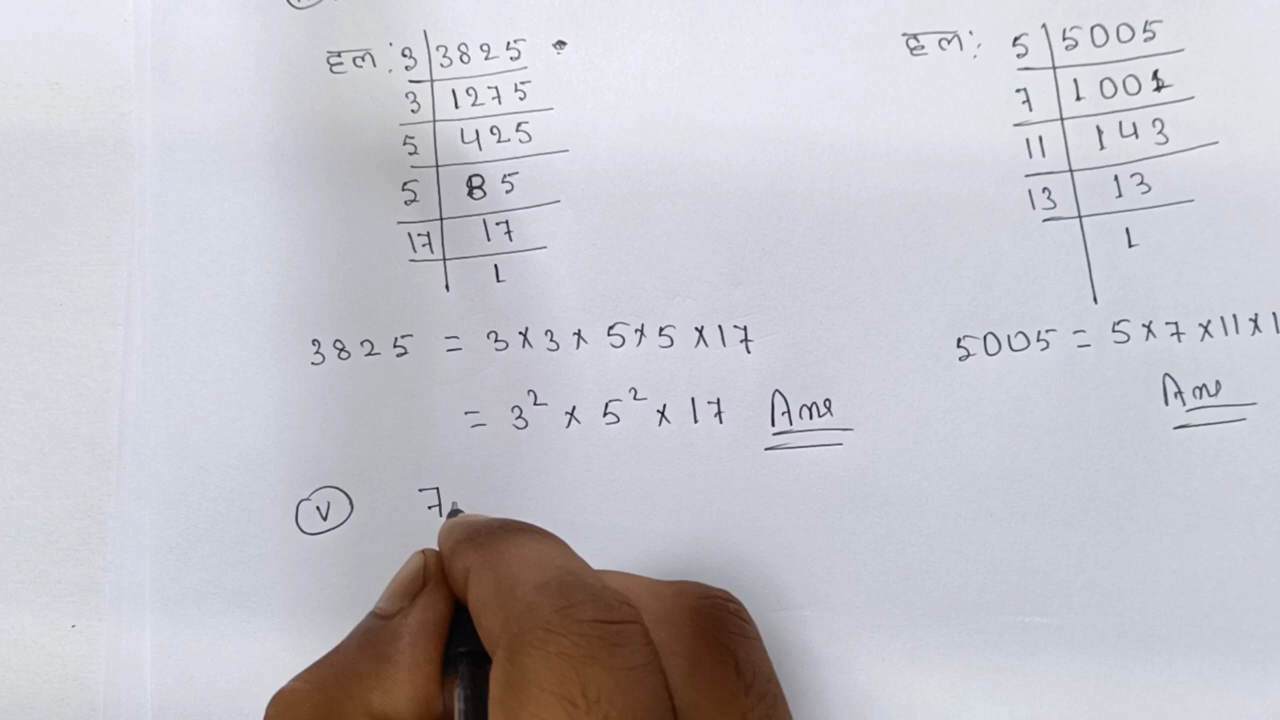 हल: 3 | 3825
3 | 1275
5 | 425
5 | 85
17 | 17
1
3825 = 3 × 3 × 5 × 5 × 17
= 3² × 5² × 17 Ans
हल: 5 | 5005
7 | 1001
11 | 143
13 | 13
1
5005 = 5 × 7 × 11 × 1
Ans
(v) 7